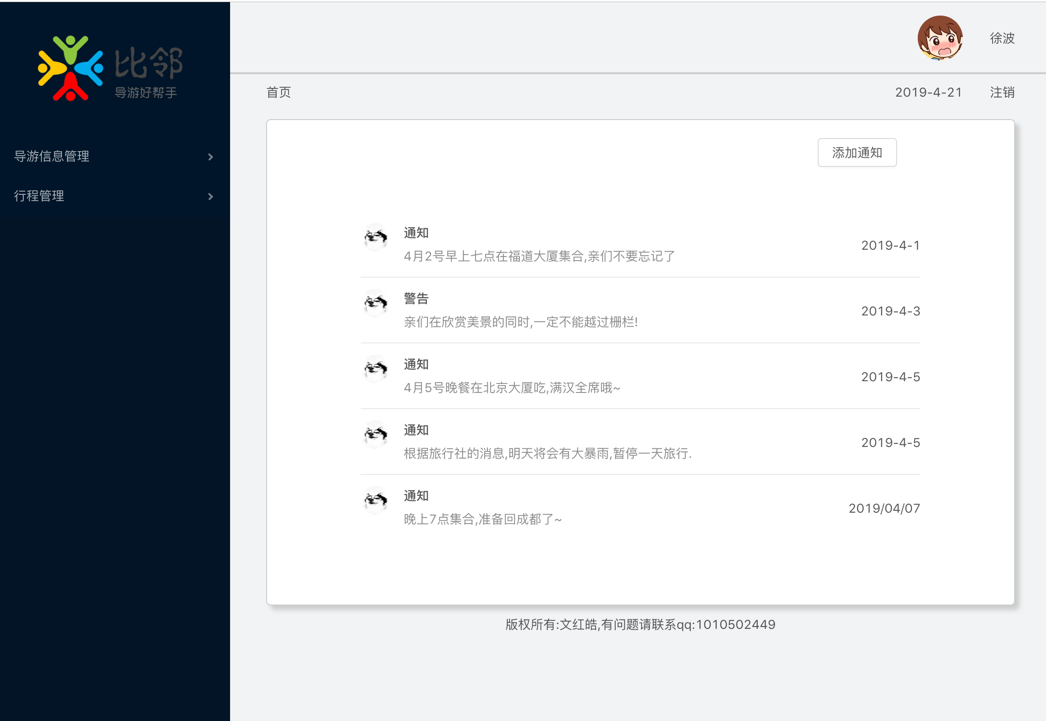 比邻
导游好帮手
徐波
首页
2019-4-21
注销
导游信息管理
行程管理
添加通知
通知
4月2号早上七点在福道大厦集合,亲们不要忘记了
2019-4-1
警告
亲们在欣赏美景的同时,一定不能越过栅栏!
2019-4-3
通知
4月5号晚餐在北京大厦吃,满汉全席哦~
2019-4-5
通知
根据旅行社的消息,明天将会有大暴雨,暂停一天旅行.
2019-4-5
通知
晚上7点集合,准备回成都了~
2019/04/07
版权所有:文红皓,有问题请联系qq:1010502449